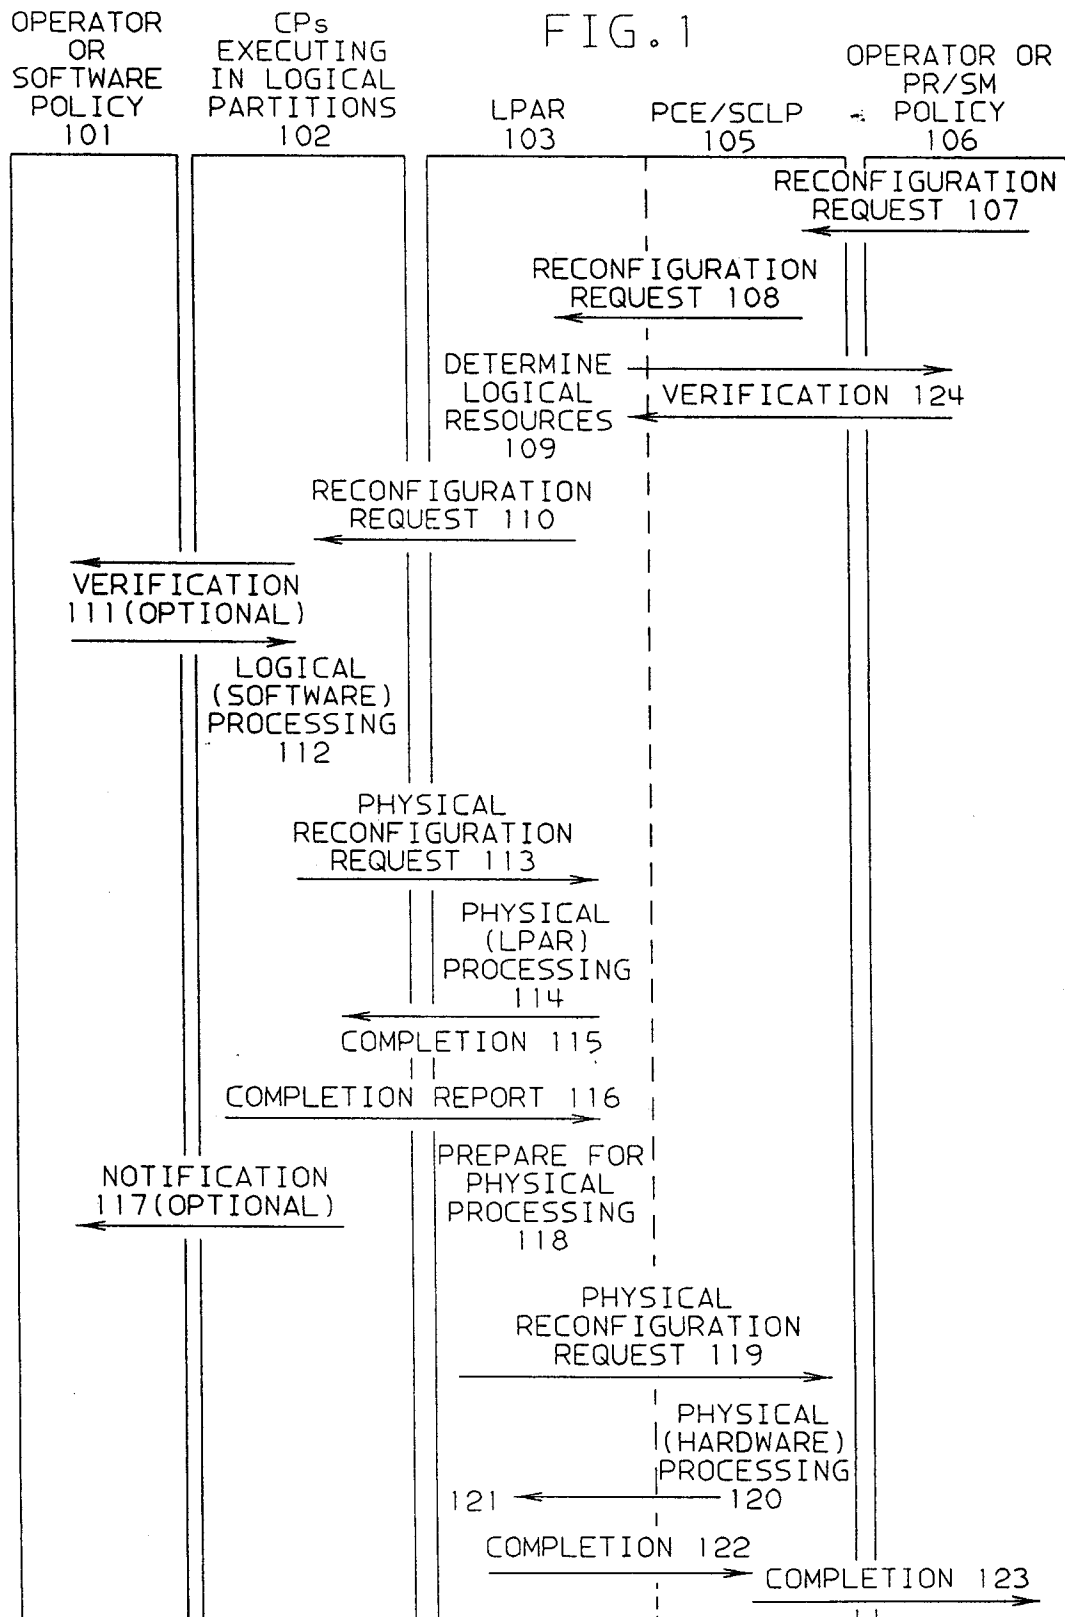 FIG.1
OPERATOR
OR
SOFTWARE
POLICY
101
CPs
EXECUTING
IN LOGICAL
PARTITIONS
102
LPAR
103
PCE/SCLP
105
OPERATOR OR
PR/SM
POLICY
106
RECONFIGURATION
REQUEST 107
RECONFIGURATION
REQUEST 108
DETERMINE
LOGICAL
RESOURCES
109
VERIFICATION 124
RECONFIGURATION
REQUEST 110
VERIFICATION
111(OPTIONAL)
LOGICAL
(SOFTWARE)
PROCESSING
112
PHYSICAL
RECONFIGURATION
REQUEST 113
PHYSICAL
(LPAR)
PROCESSING
114
COMPLETION 115
COMPLETION REPORT 116
PREPARE FOR
PHYSICAL
PROCESSING
118
NOTIFICATION
117(OPTIONAL)
PHYSICAL
RECONFIGURATION
REQUEST 119
PHYSICAL
(HARDWARE)
PROCESSING
120
121
COMPLETION 122
COMPLETION 123